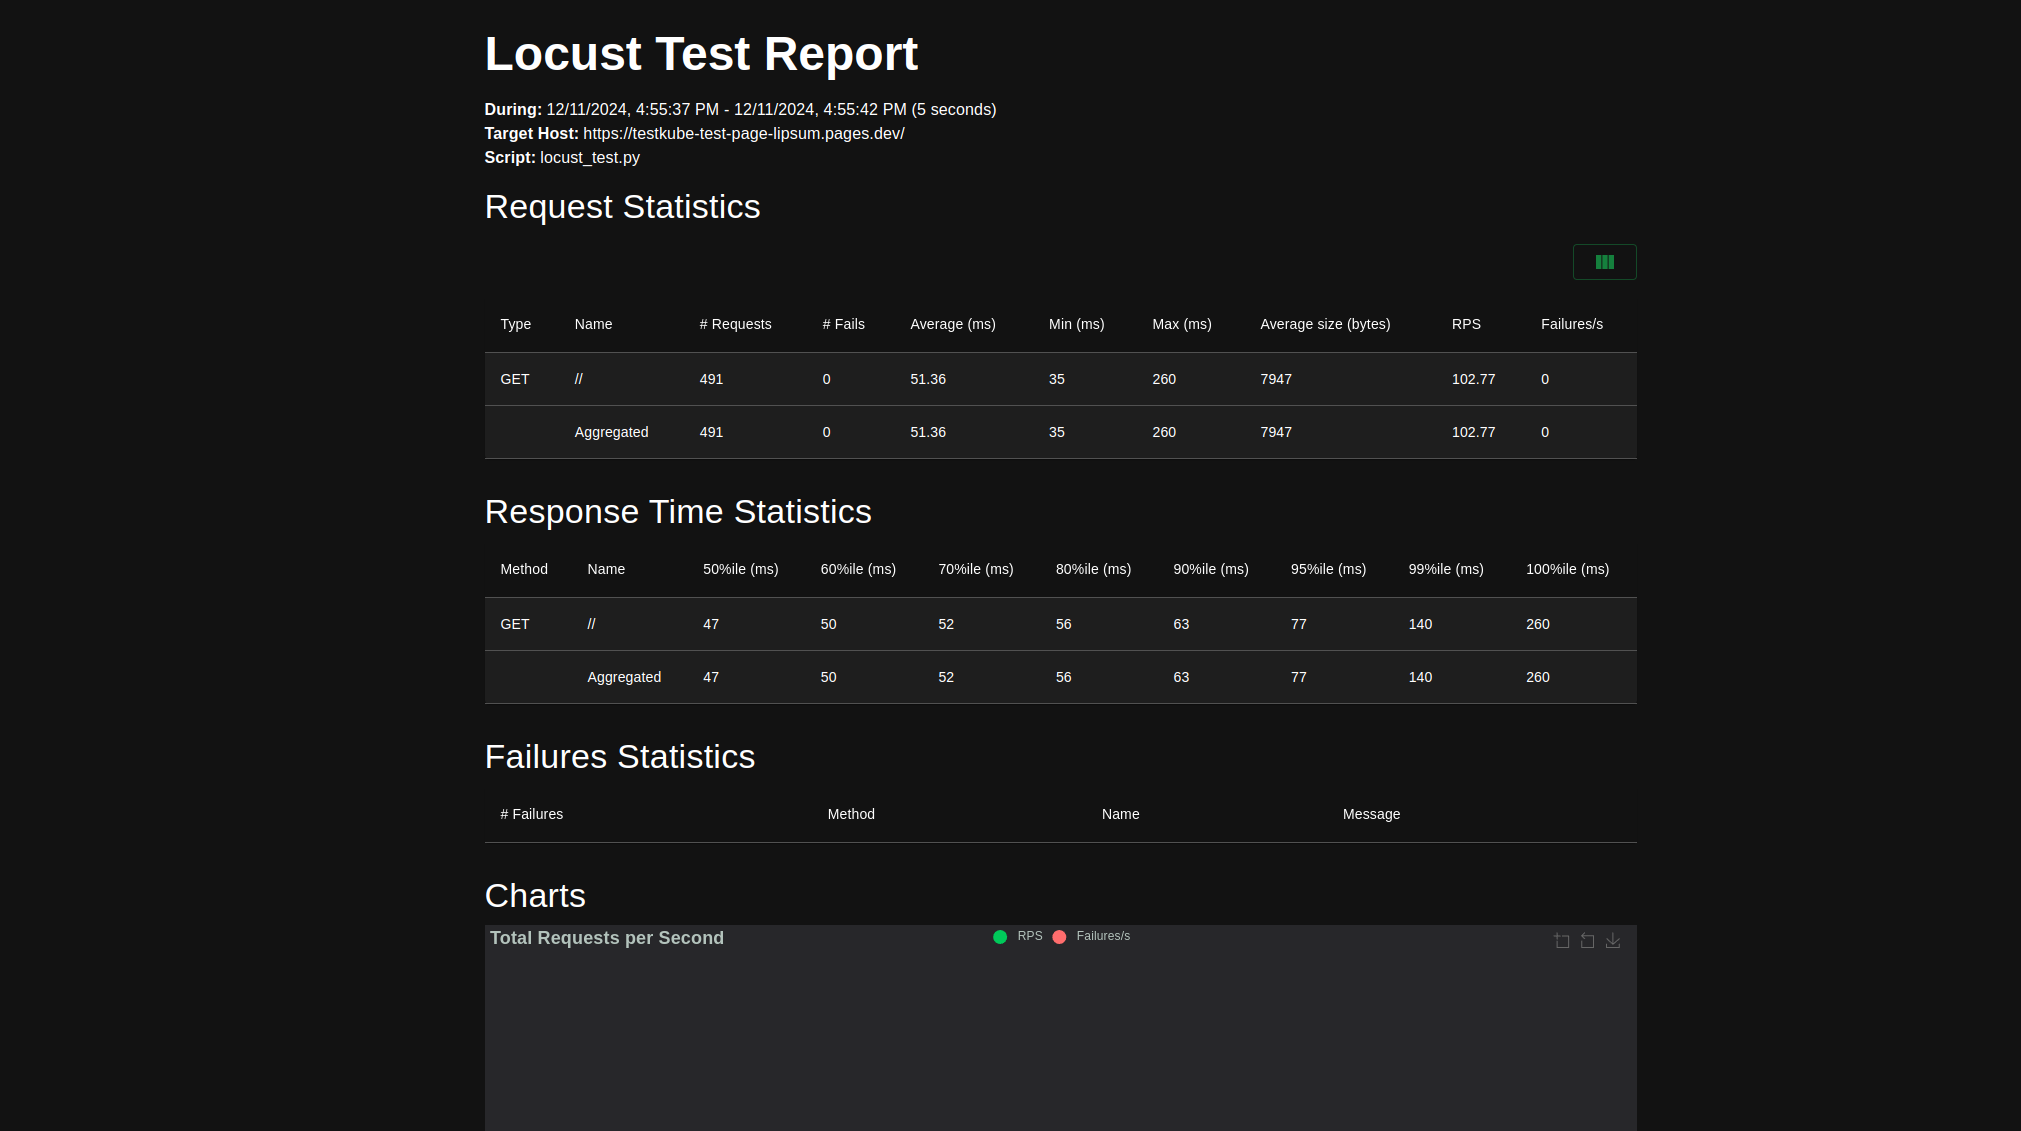 Locust Test Report
During: 12/11/2024, 4:55:37 PM - 12/11/2024, 4:55:42 PM (5 seconds)
Target Host: https://testkube-test-page-lipsum.pages.dev/
Script: locust_test.py
Request Statistics
Type Name # Requests # Fails Average (ms) Min (ms) Max (ms) Average size (bytes) RPS Failures/s
GET // 491 0 51.36 35 260 7947 102.77 0
Aggregated 491 0 51.36 35 260 7947 102.77 0
Response Time Statistics
Method Name 50%ile (ms) 60%ile (ms) 70%ile (ms) 80%ile (ms) 90%ile (ms) 95%ile (ms) 99%ile (ms) 100%ile (ms)
GET // 47 50 52 56 63 77 140 260
Aggregated 47 50 52 56 63 77 140 260
Failures Statistics
# Failures Method Name Message
Charts
Total Requests per Second RPS Failures/s